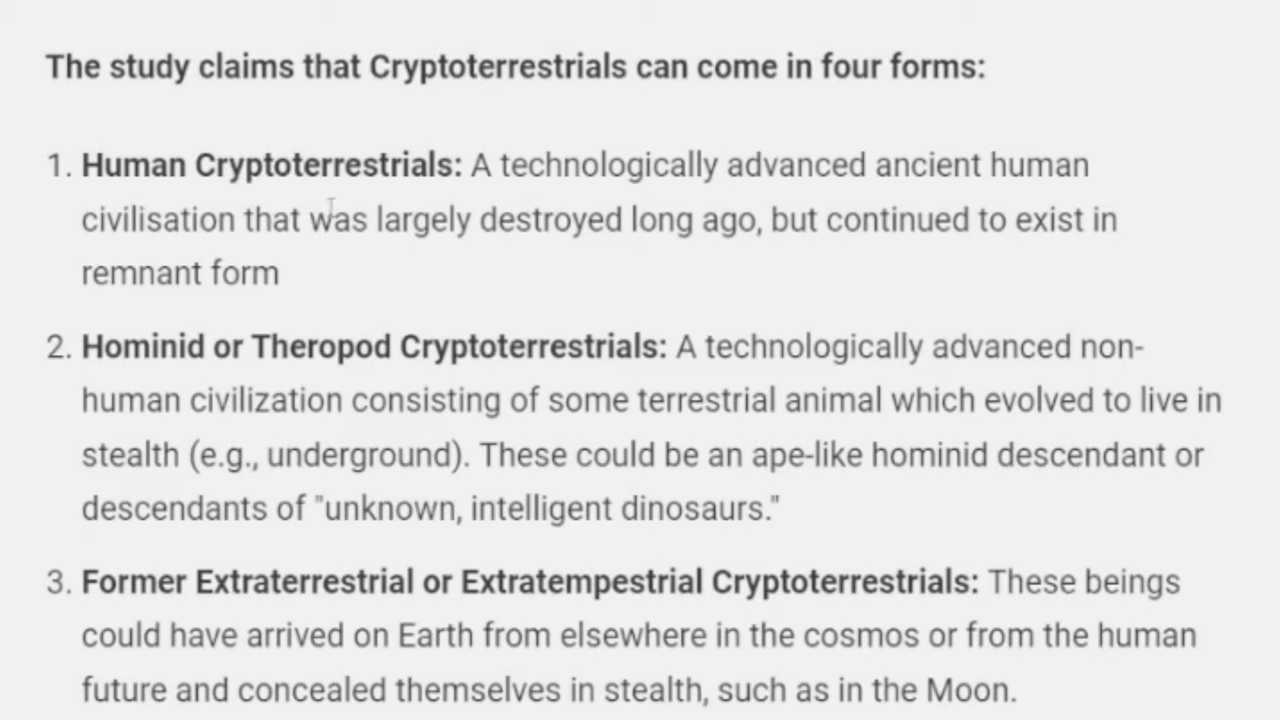 The study claims that Cryptoterrestrials can come in four forms:
1. Human Cryptoterrestrials: A technologically advanced ancient human
civilisation that was largely destroyed long ago, but continued to exist in
remnant form
2. Hominid or Theropod Cryptoterrestrials: A technologically advanced non-
human civilization consisting of some terrestrial animal which evolved to live in
stealth (e.g., underground). These could be an ape-like hominid descendant or
descendants of "unknown, intelligent dinosaurs."
3. Former Extraterrestrial or Extratempestrial Cryptoterrestrials: These beings
could have arrived on Earth from elsewhere in the cosmos or from the human
future and concealed themselves in stealth, such as in the Moon.